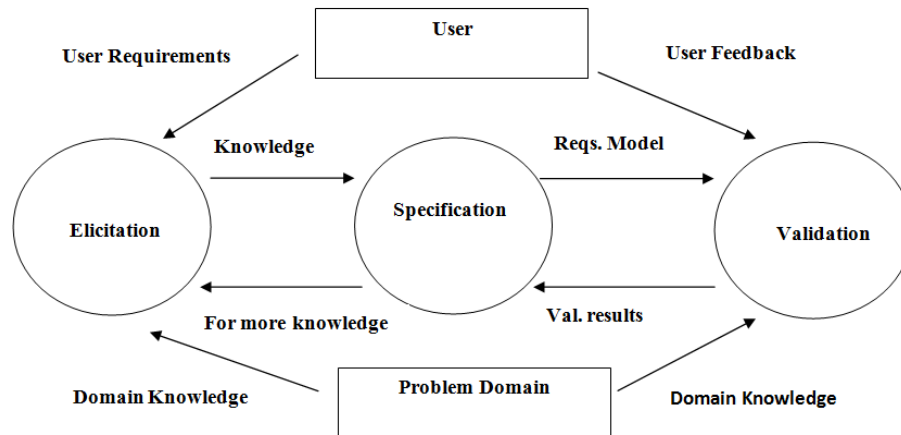 User
User Requirements
User Feedback
Knowledge
Reqs. Model
Elicitation
Specification
Validation
For more knowledge
Val. results
Domain Knowledge
Problem Domain
Domain Knowledge